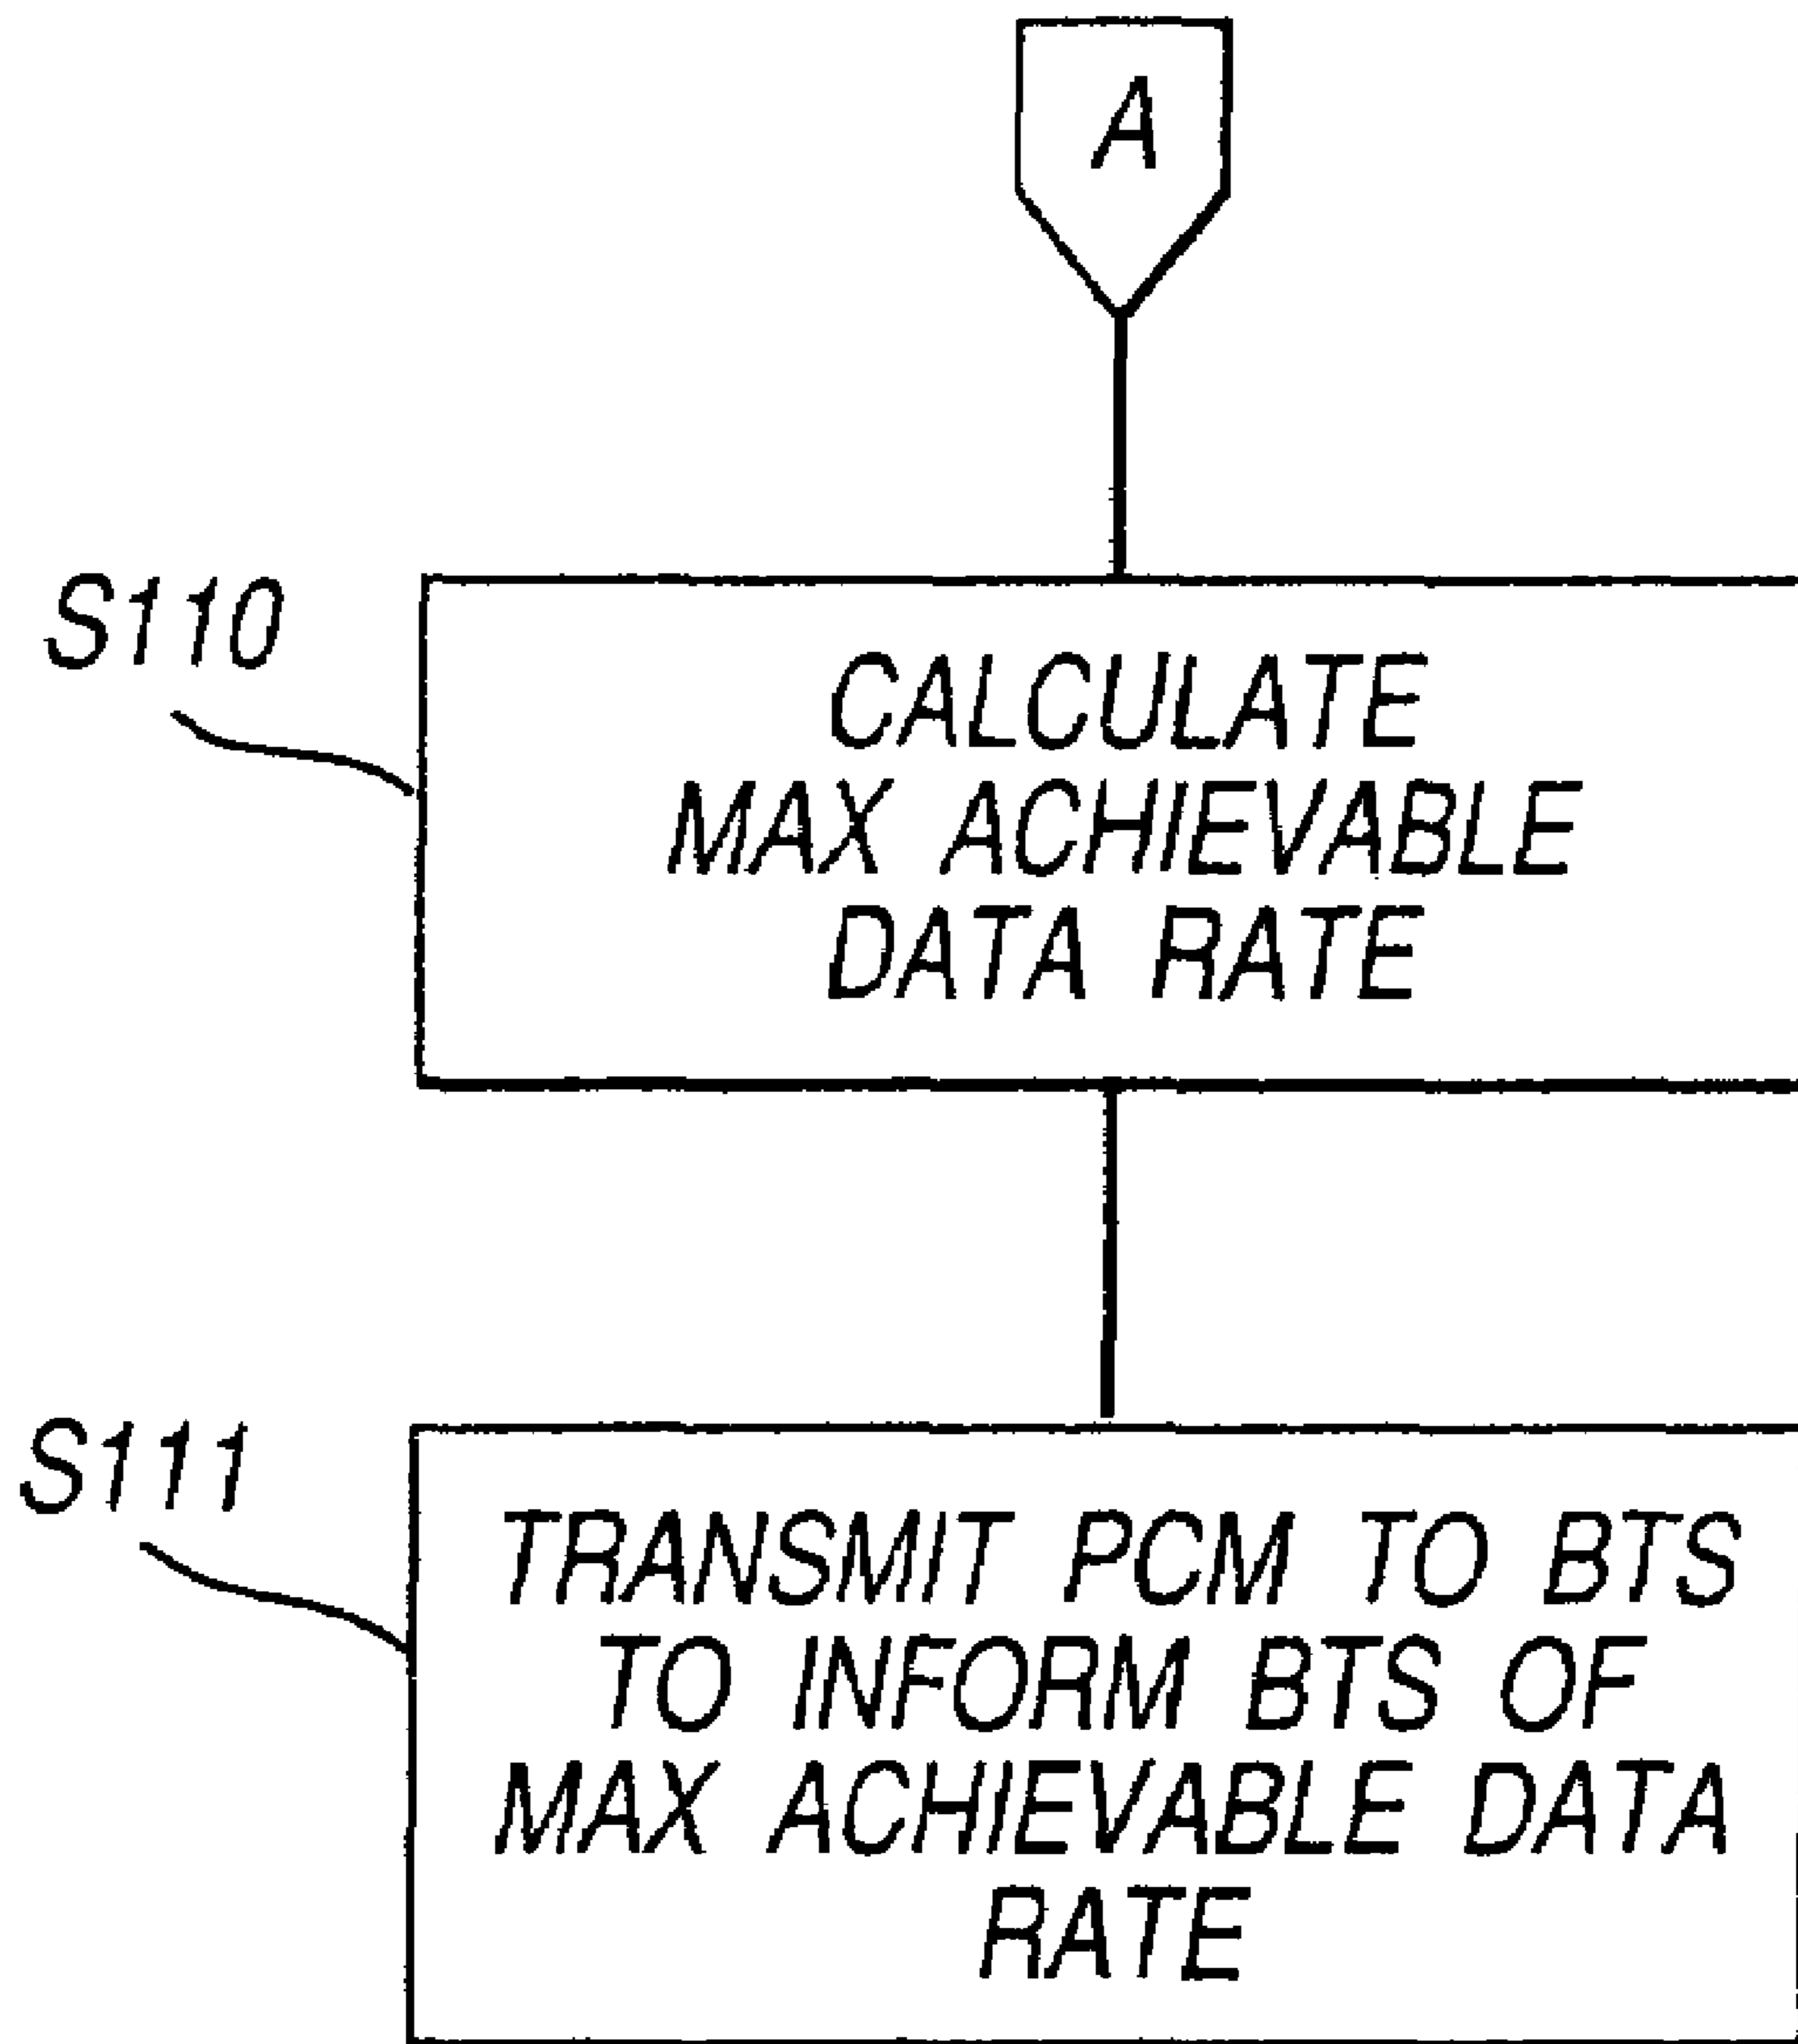 A
S110
CALCULATE
MAX ACHIEVABLE
DATA RATE
S111
TRANSMIT PCM TO BTS
TO INFORM BTS OF
MAX ACHIEVABLE DATA
RATE